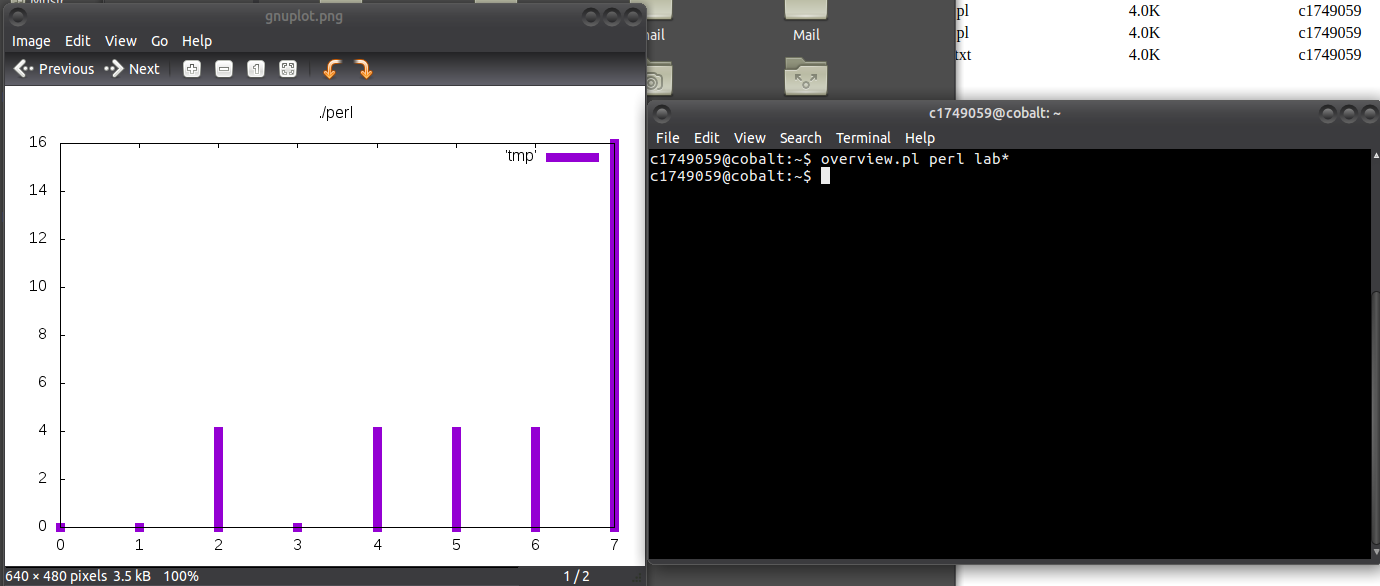 gnuplot.png
Image Edit View Go Help
Previous Next
./perl
'tmp'
16
14
12
10
8
6
4
2
0
0 1 2 3 4 5 6 7
640 × 480 pixels 3.5 kB 100% 1 / 2
Mail
pl 4.0K c1749059
pl 4.0K c1749059
txt 4.0K c1749059
c1749059@cobalt: ~
File Edit View Search Terminal Help
c1749059@cobalt:~$ overview.pl perl lab*
c1749059@cobalt:~$